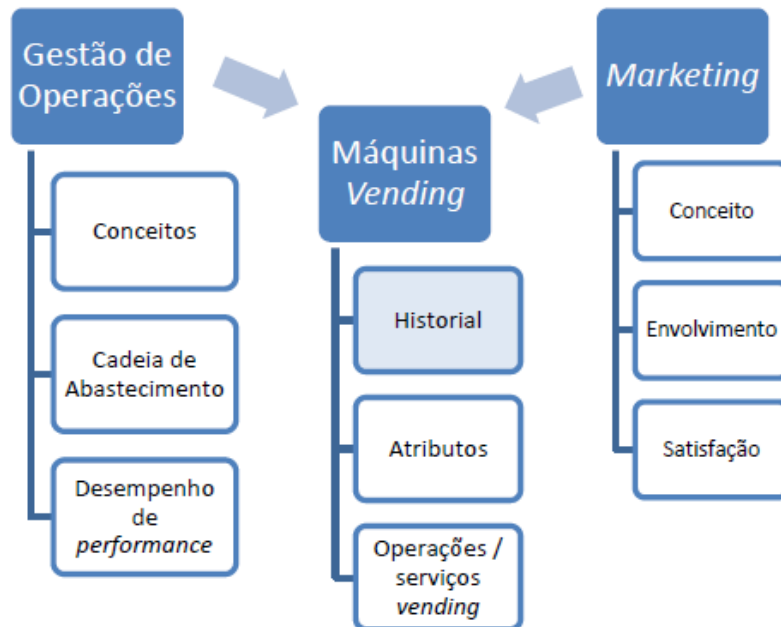 Gestão de
Operações
Conceitos
Cadeia de
Abastecimento
Desempenho
de
performance
Máquinas
Vending
Historial
Atributos
Operações /
serviços
vending
Marketing
Conceito
Envolvimento
Satisfação